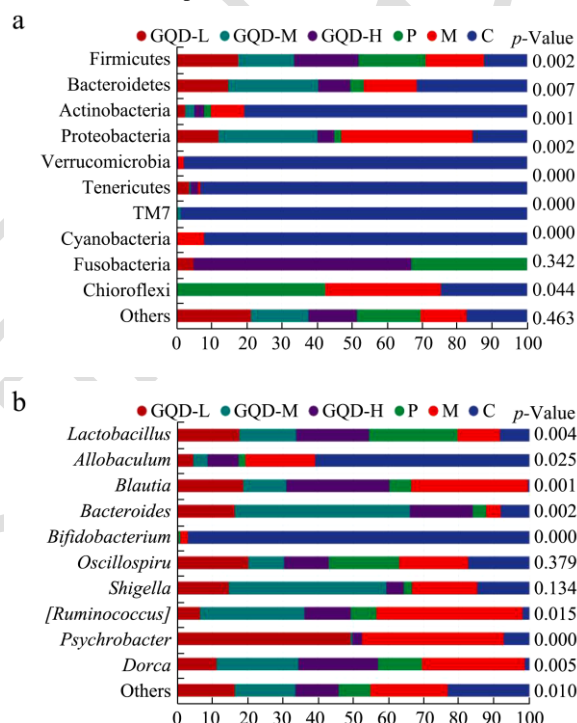 a
GQD-L GQD-M GQD-H P M C p-Value
Firmicutes 0.002
Bacteroidetes 0.007
Actinobacteria 0.001
Proteobacteria 0.002
Verrucomicrobia 0.000
Tenericutes 0.000
TM7 0.000
Cyanobacteria 0.000
Fusobacteria 0.342
Chioroflexi 0.044
Others 0.463
0 10 20 30 40 50 60 70 80 90 100
b
GQD-L GQD-M GQD-H P M C p-Value
Lactobacillus 0.004
Allobaculum 0.025
Blautia 0.001
Bacteroides 0.002
Bifidobacterium 0.000
Oscillospiru 0.379
Shigella 0.134
[Ruminococcus] 0.015
Psychrobacter 0.000
Dorca 0.005
Others 0.010
0 10 20 30 40 50 60 70 80 90 100